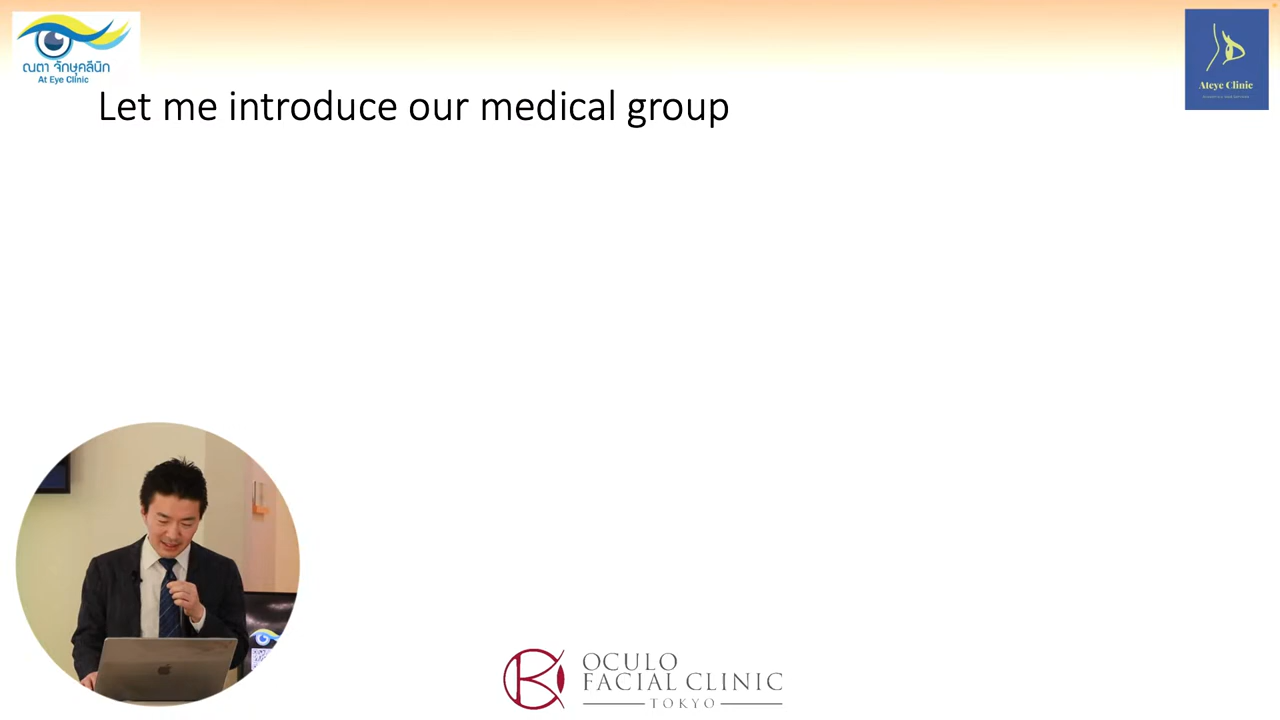 ณตา จักษุคลีนิก
At Eye Clinic
Ateye Clinic
Let me introduce our medical group
OCULO
FACIAL CLINIC
TOKYO